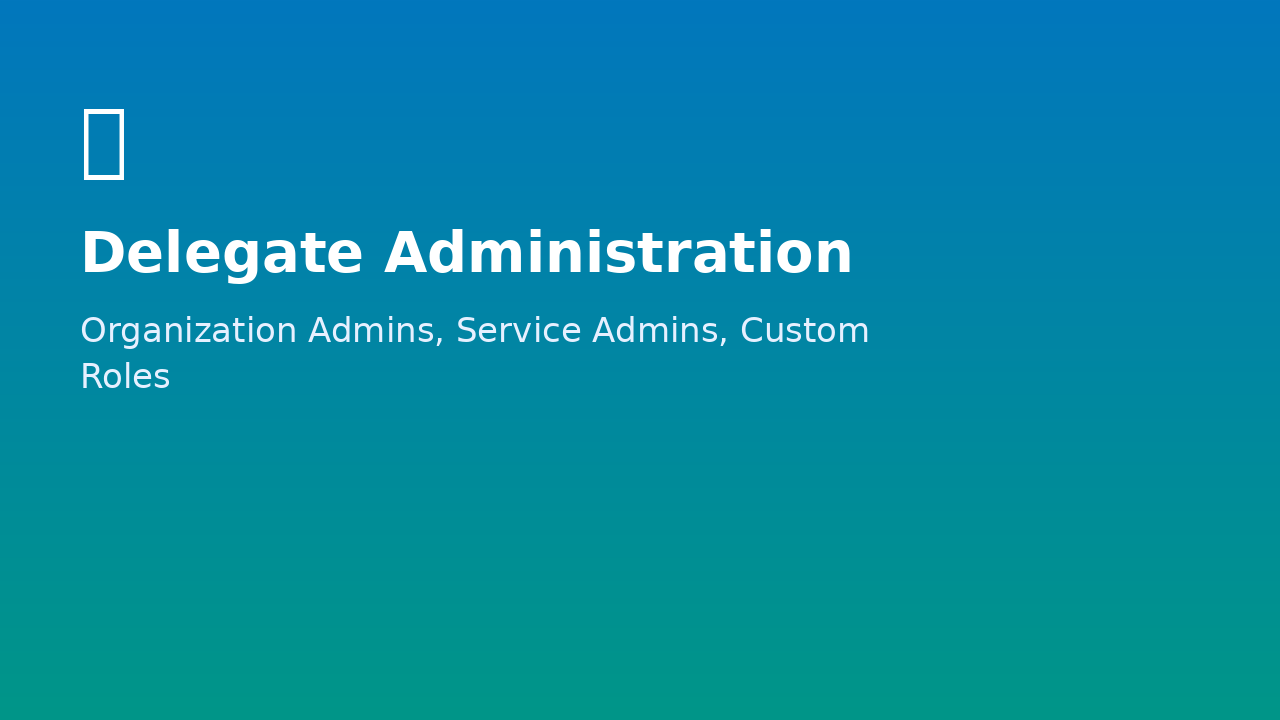 Delegate Administration
Organization Admins, Service Admins, Custom
Roles